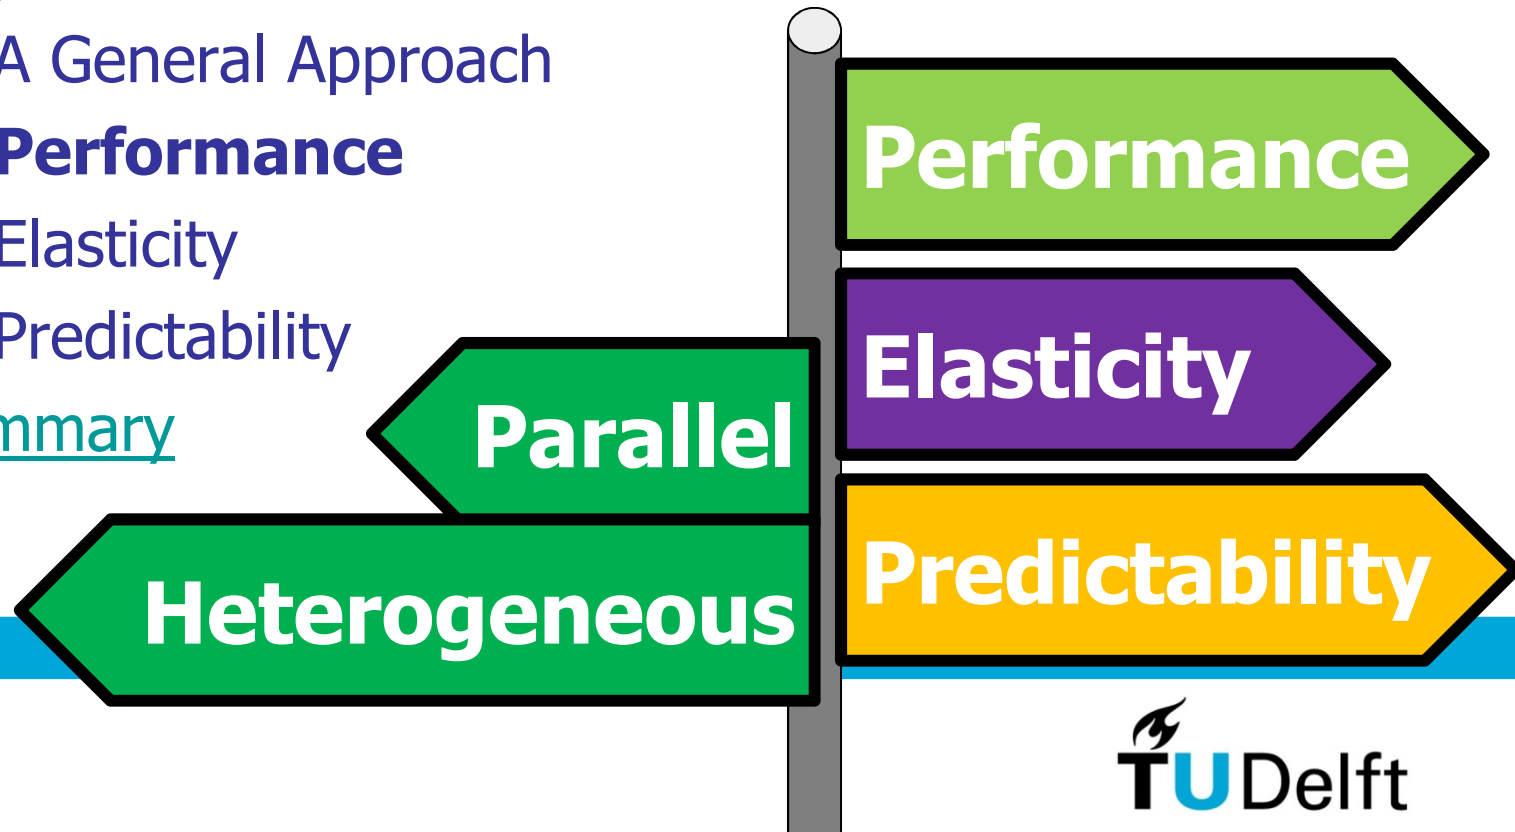 A General Approach
Performance
Elasticity
Predictability
mmary
Performance
Elasticity
Predictability
Parallel
Heterogeneous
TUDelft